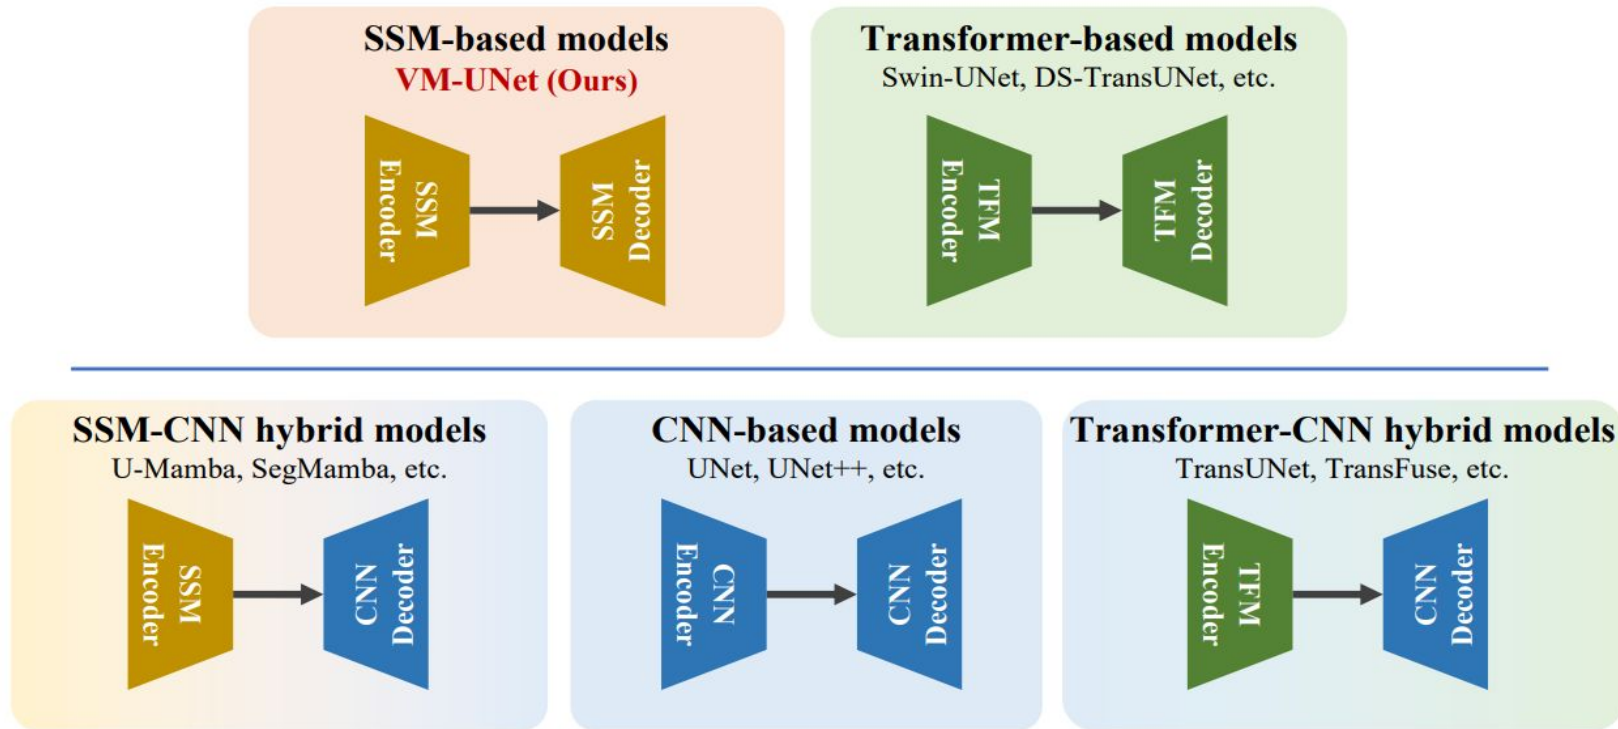 SSM-based models
VM-UNet (Ours)
SSM
Encoder
SSM
Decoder
Transformer-based models
Swin-UNet, DS-TransUNet, etc.
TFM
Encoder
TFM
Decoder
SSM-CNN hybrid models
U-Mamba, SegMamba, etc.
SSM
Encoder
CNN
Decoder
CNN-based models
UNet, UNet++, etc.
CNN
Encoder
CNN
Decoder
Transformer-CNN hybrid models
TransUNet, TransFuse, etc.
TFM
Encoder
CNN
Decoder